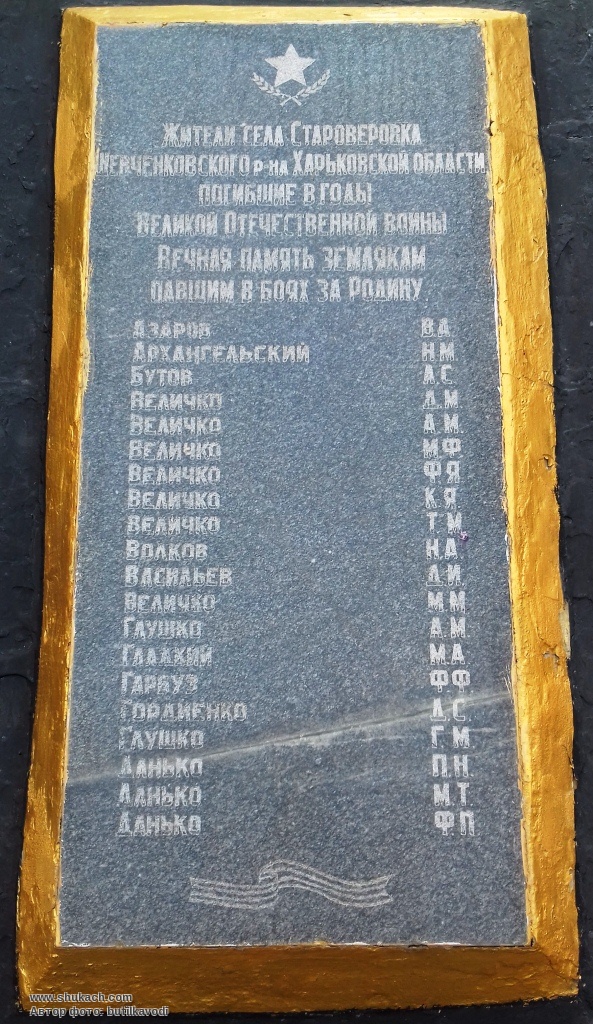 Жители села Староверовка
Шевченковского р-на Харьковской области
погибшие в годы
Великой Отечественной войны
Вечная память землякам
павшим в боях за Родину
Азаров В.А.
Архангельский Н.М.
Бутов А.С.
Величко Д.М.
Величко А.М.
Величко М.Ф.
Величко Ф.Я.
Величко К.Я.
Величко Т.М.
Волков Н.А.
Васильев Д.И.
Величко М.М.
Глушко А.М.
Гладкий М.А.
Гарбуз Ф.Ф.
Гордиенко Д.С.
Глушко Г.М.
Данько П.Н.
Данько М.Т.
Данько Ф.П.
www.shukach.com
Автор фото: butilkavodi